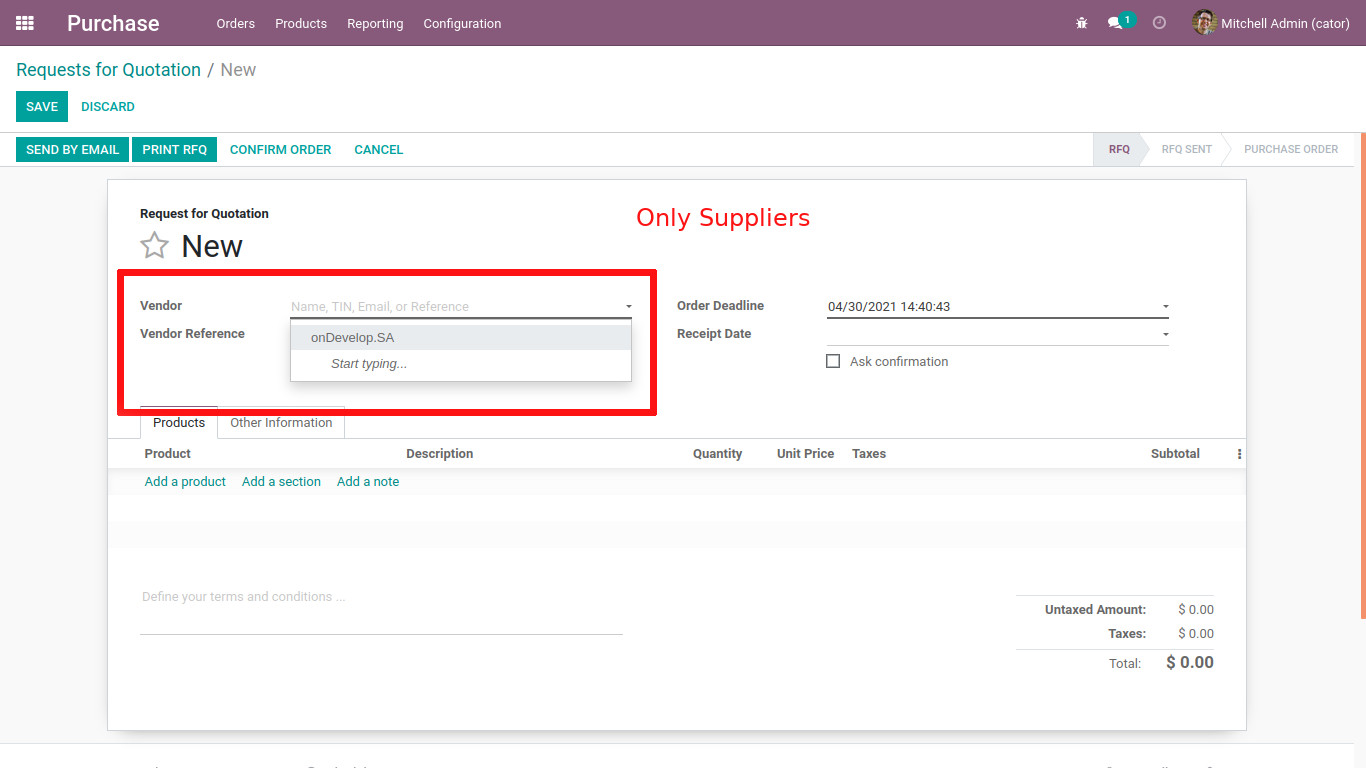 Purchase Orders Products Reporting Configuration 1 Mitchell Admin (cator)
Requests for Quotation / New
SAVE DISCARD
SEND BY EMAIL PRINT RFQ CONFIRM ORDER CANCEL RFQ RFQ SENT PURCHASE ORDER
Request for Quotation
Only Suppliers
New
Vendor Name, TIN, Email, or Reference Order Deadline 04/30/2021 14:40:43
Vendor Reference onDevelop.SA Receipt Date
Start typing... Ask confirmation
Products Other Information
Product Description Quantity Unit Price Taxes Subtotal
Add a product Add a section Add a note
Define your terms and conditions ...
Untaxed Amount: $ 0.00
Taxes: $ 0.00
Total: $ 0.00